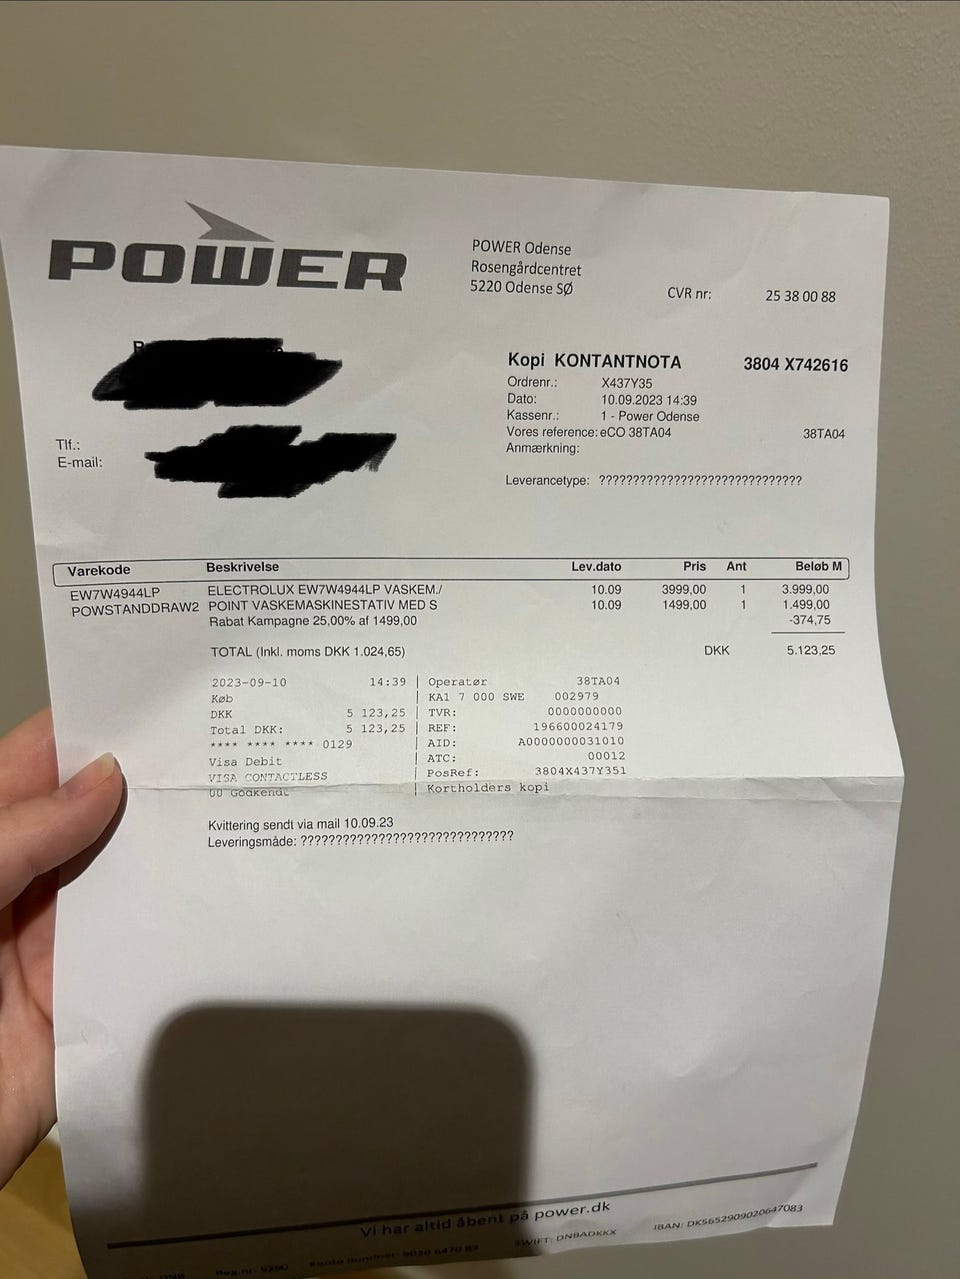 POWER
POWER Odense
Rosengårdcentret
5220 Odense SØ
CVR nr: 25 38 00 88
Kopi KONTANTNOTA 3804 X742616
Ordrenr.: X437Y35
Dato: 10.09.2023 14:39
Kassenr.: 1 - Power Odense
Vores reference: eCO 38TA04 38TA04
Anmærkning:
Tlf.:
E-mail:
Leverancetype: ??????????????????????????????
Varekode Beskrivelse Lev.dato Pris Ant Beløb M
EW7W4944LP ELECTROLUX EW7W4944LP VASKEM./ 10.09 3999,00 1 3.999,00
POWSTANDDRAW2 POINT VASKEMASKINESTATIV MED S 10.09 1499,00 1 1.499,00
Rabat Kampagne 25,00% af 1499,00 -374,75
TOTAL (Inkl. moms DKK 1.024,65) DKK 5.123,25
2023-09-10 14:39 | Operatør 38TA04
Køb | KA1 7 000 SWE 002979
DKK 5 123,25 | TVR: 0000000000
Total DKK: 5 123,25 | REF: 196600024179
**** **** **** 0129 | AID: A0000000031010
Visa Debit | ATC: 00012
VISA CONTACTLESS | PosRef: 3804X437Y351
00 Godkendt | Kortholders kopi
Kvittering sendt via mail 10.09.23
Leveringsmåde: ??????????????????????????????
Vi har altid åbent på power.dk
SWIFT: DNBADKKX IBAN: DK5652909020647083